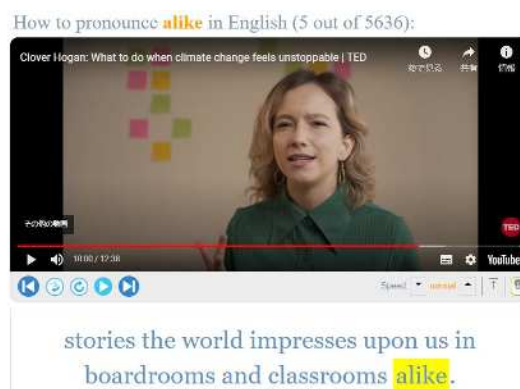 How to pronounce alike in English (5 out of 5636):
Clover Hogan: What to do when climate change feels unstoppable | TED
後で見る 共有 情報
その他の動画
TED
10:00 / 12:38
YouTube
Speed: normal
stories the world impresses upon us in
boardrooms and classrooms alike.